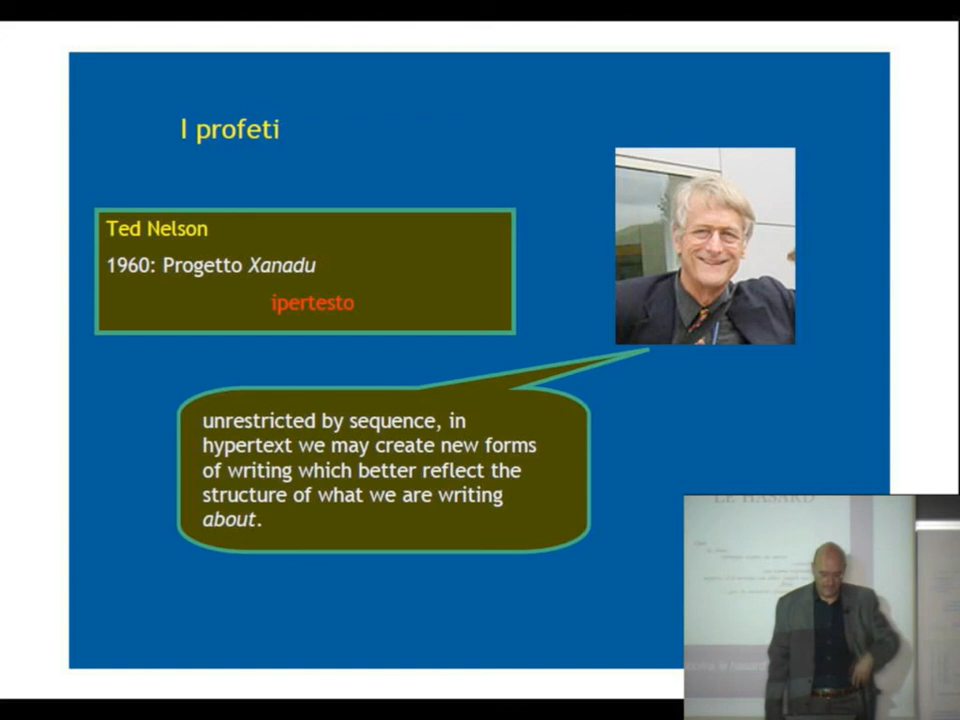 I profeti
Ted Nelson
1960: Progetto Xanadu
ipertesto
unrestricted by sequence, in
hypertext we may create new forms
of writing which better reflect the
structure of what we are writing
about.
LE HASARD